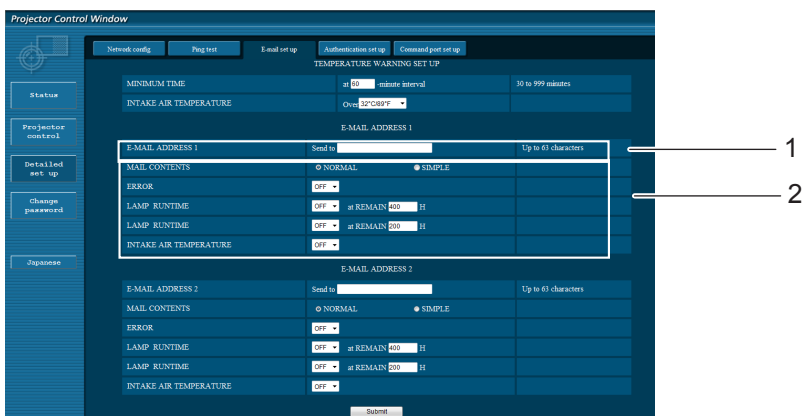 Projector Control Window
Network config Ping test E-mail set up Authentication set up Command port set up
TEMPERATURE WARNING SET UP
MINIMUM TIME at 60 -minute interval 30 to 999 minutes
INTAKE AIR TEMPERATURE Over 32°C/89°F
E-MAIL ADDRESS 1
E-MAIL ADDRESS 1 Send to Up to 63 characters
MAIL CONTENTS NORMAL SIMPLE
ERROR OFF
LAMP RUNTIME OFF at REMAIN 400 H
LAMP RUNTIME OFF at REMAIN 200 H
INTAKE AIR TEMPERATURE OFF
E-MAIL ADDRESS 2
E-MAIL ADDRESS 2 Send to Up to 63 characters
MAIL CONTENTS NORMAL SIMPLE
ERROR OFF
LAMP RUNTIME OFF at REMAIN 400 H
LAMP RUNTIME OFF at REMAIN 200 H
INTAKE AIR TEMPERATURE OFF
Submit
Status
Projector
control
Detailed
set up
Change
password
Japanese
1
2